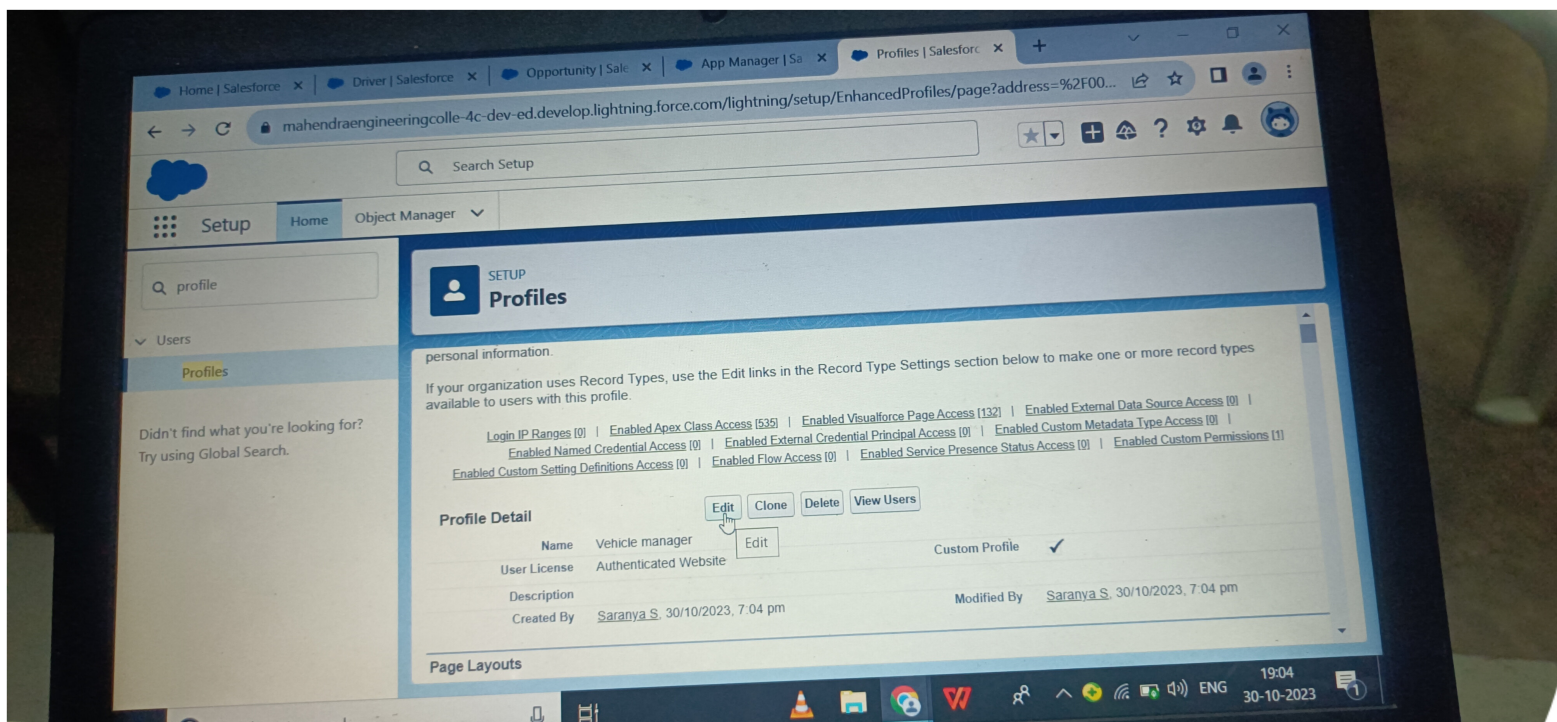 Home | Salesforce
Driver | Salesforce
Opportunity | Sale
App Manager | Sa
Profiles | Salesforc
mahendraengineeringcolle-4c-dev-ed.develop.lightning.force.com/lightning/setup/EnhancedProfiles/page?address=%2F00...
Search Setup
Setup
Home
Object Manager
profile
Users
Profiles
Didn't find what you're looking for?
Try using Global Search.
SETUP
Profiles
personal information.
If your organization uses Record Types, use the Edit links in the Record Type Settings section below to make one or more record types
available to users with this profile.
Login IP Ranges [0] | Enabled Apex Class Access [535] | Enabled Visualforce Page Access [132] | Enabled External Data Source Access [0] |
Enabled Named Credential Access [0] | Enabled External Credential Principal Access [0] | Enabled Custom Metadata Type Access [0] |
Enabled Custom Setting Definitions Access [0] | Enabled Flow Access [0] | Enabled Service Presence Status Access [0] | Enabled Custom Permissions [1]
Profile Detail
Edit Clone Delete View Users
Edit
Name Vehicle manager
User License Authenticated Website
Custom Profile
Description
Created By Saranya S, 30/10/2023, 7:04 pm
Modified By Saranya S, 30/10/2023, 7:04 pm
Page Layouts
ENG
19:04
30-10-2023
1